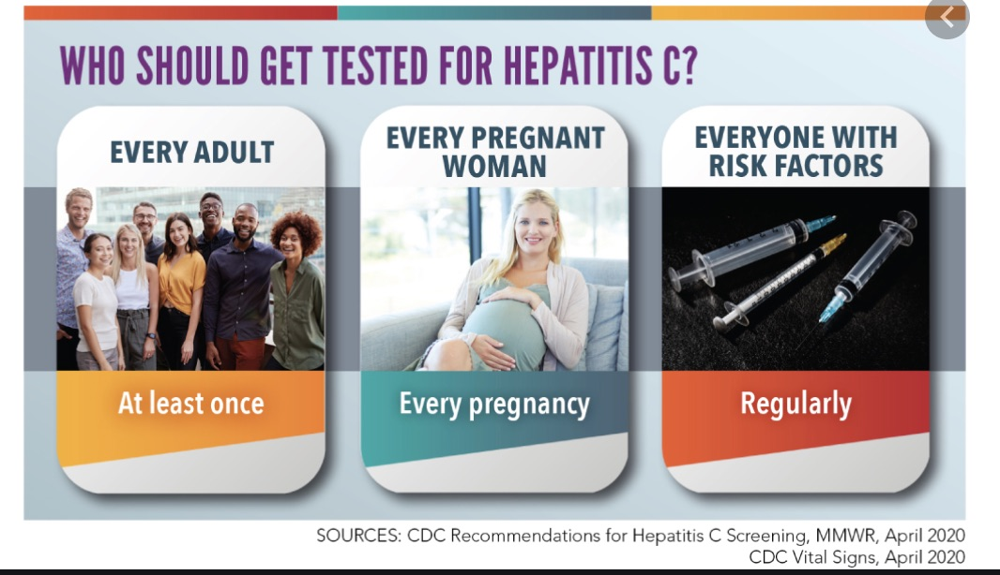 WHO SHOULD GET TESTED FOR HEPATITIS C?
EVERY ADULT
At least once
EVERY PREGNANT
WOMAN
Every pregnancy
EVERYONE WITH
RISK FACTORS
Regularly
SOURCES: CDC Recommendations for Hepatitis C Screening, MMWR, April 2020
CDC Vital Signs, April 2020